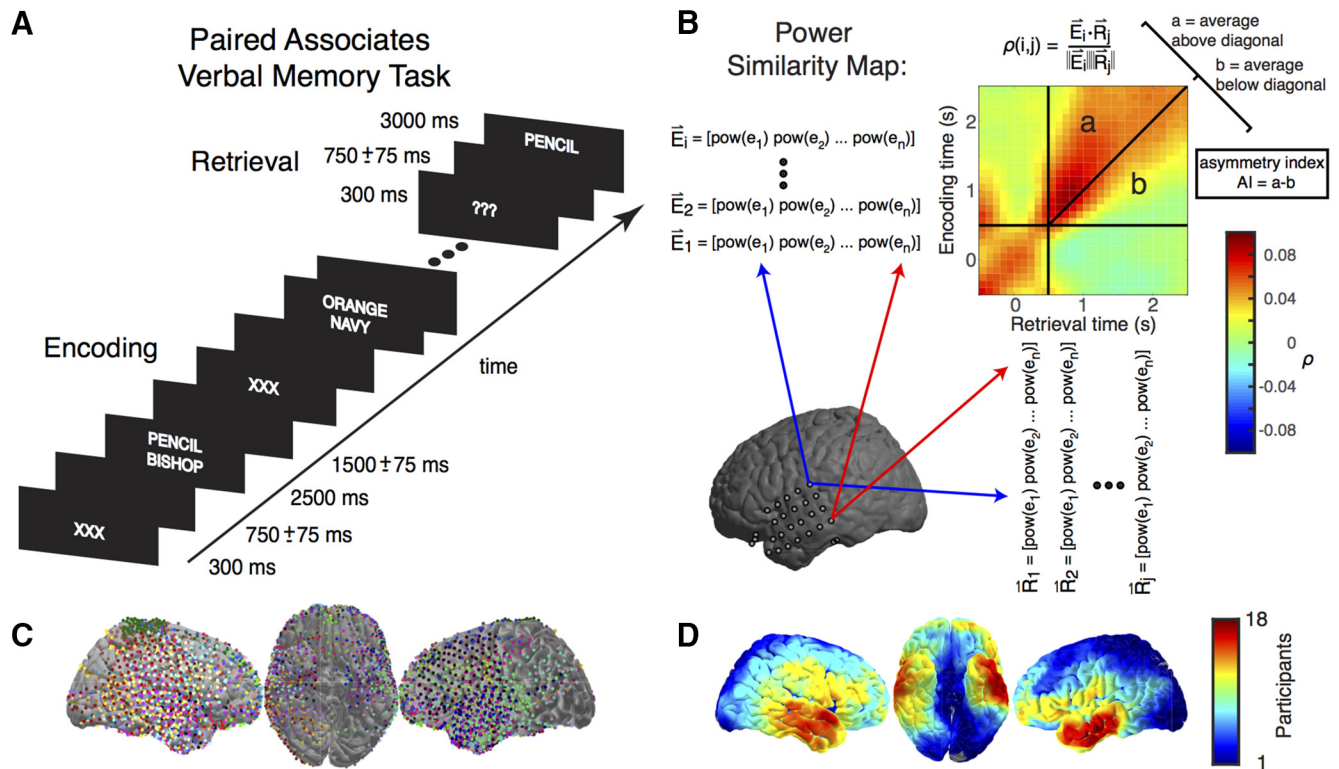 A
Paired Associates
Verbal Memory Task
3000 ms
PENCIL
Retrieval
750 ± 75 ms
300 ms
???
ORANGE
NAVY
Encoding
XXX
time
PENCIL
BISHOP
1500 ± 75 ms
2500 ms
XXX
750 ± 75 ms
300 ms
B
Power
Similarity Map:
ρ(i,j) = E⃗i·R⃗j / ‖E⃗i‖‖R⃗j‖
a = average
above diagonal
b = average
below diagonal
asymmetry index
AI = a-b
E⃗i = [pow(e1) pow(e2) ... pow(en)]
E⃗2 = [pow(e1) pow(e2) ... pow(en)]
E⃗1 = [pow(e1) pow(e2) ... pow(en)]
Encoding time (s)
2
1
0
a
b
0 1 2
Retrieval time (s)
0.08
0.04
0
-0.04
-0.08
ρ
R⃗1 = [pow(e1) pow(e2) ... pow(en)]
R⃗2 = [pow(e1) pow(e2) ... pow(en)]
R⃗j = [pow(e1) pow(e2) ... pow(en)]
C
D
18
Participants
1